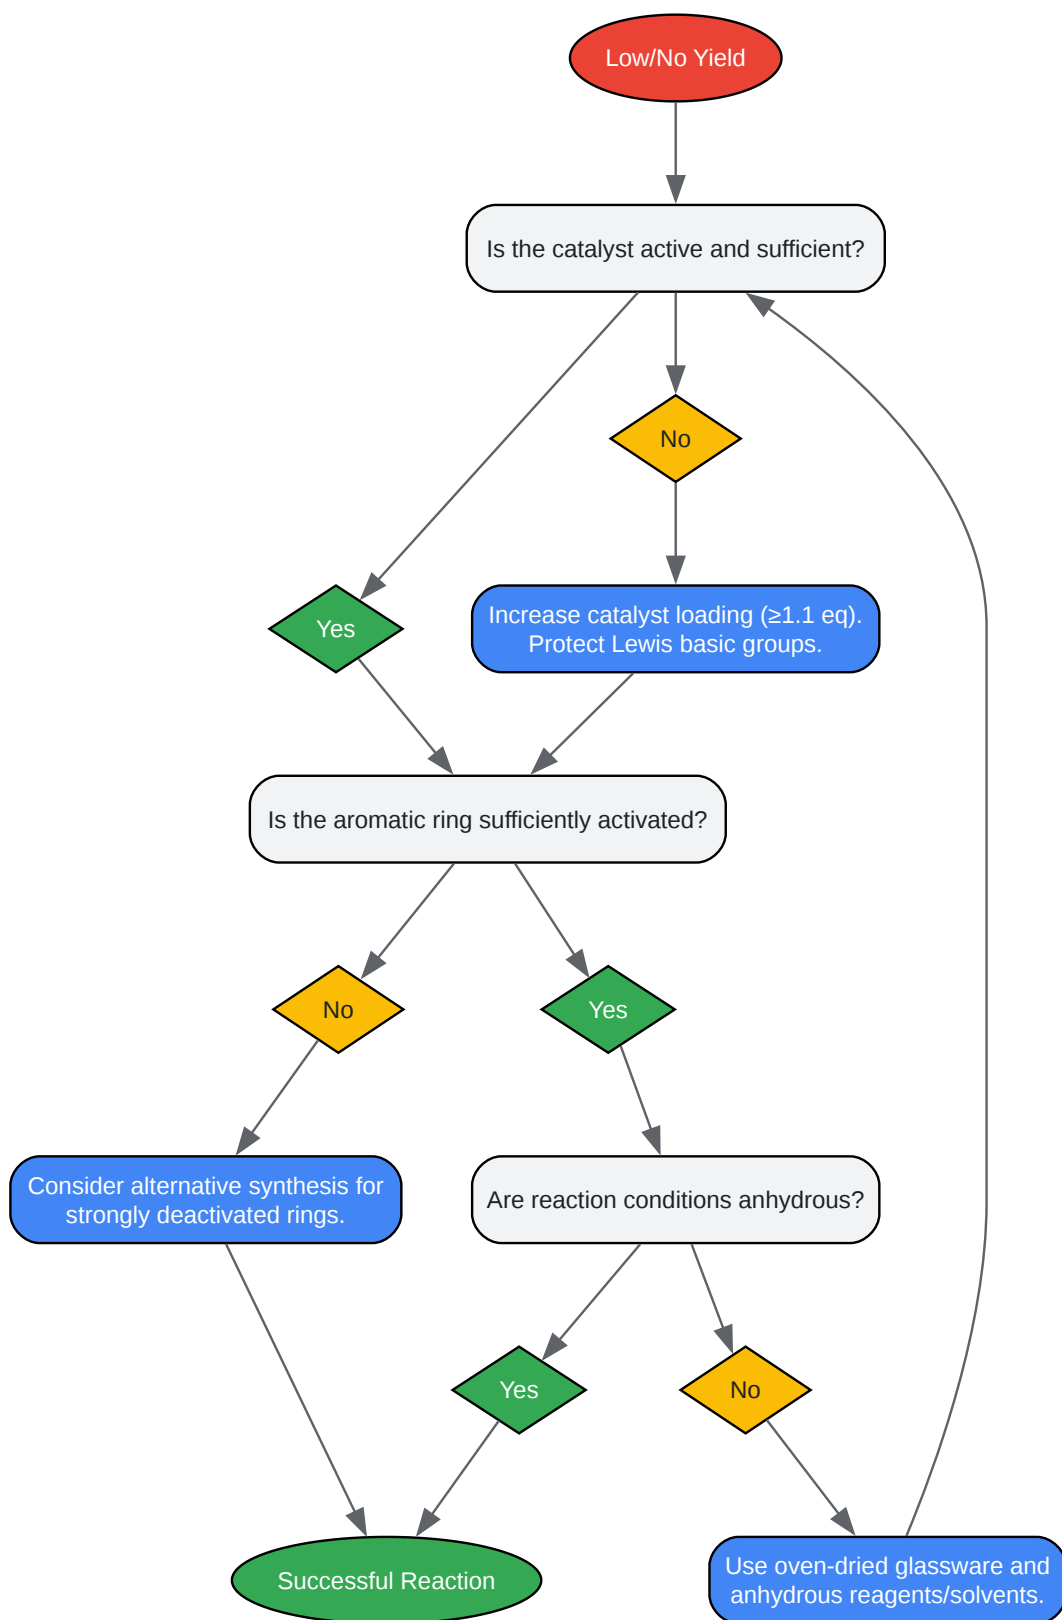 Low/No Yield
Is the catalyst active and sufficient?
No
Yes
Increase catalyst loading (≥1.1 eq).
Protect Lewis basic groups.
Is the aromatic ring sufficiently activated?
No
Yes
Consider alternative synthesis for
strongly deactivated rings.
Are reaction conditions anhydrous?
Yes
No
Successful Reaction
Use oven-dried glassware and
anhydrous reagents/solvents.